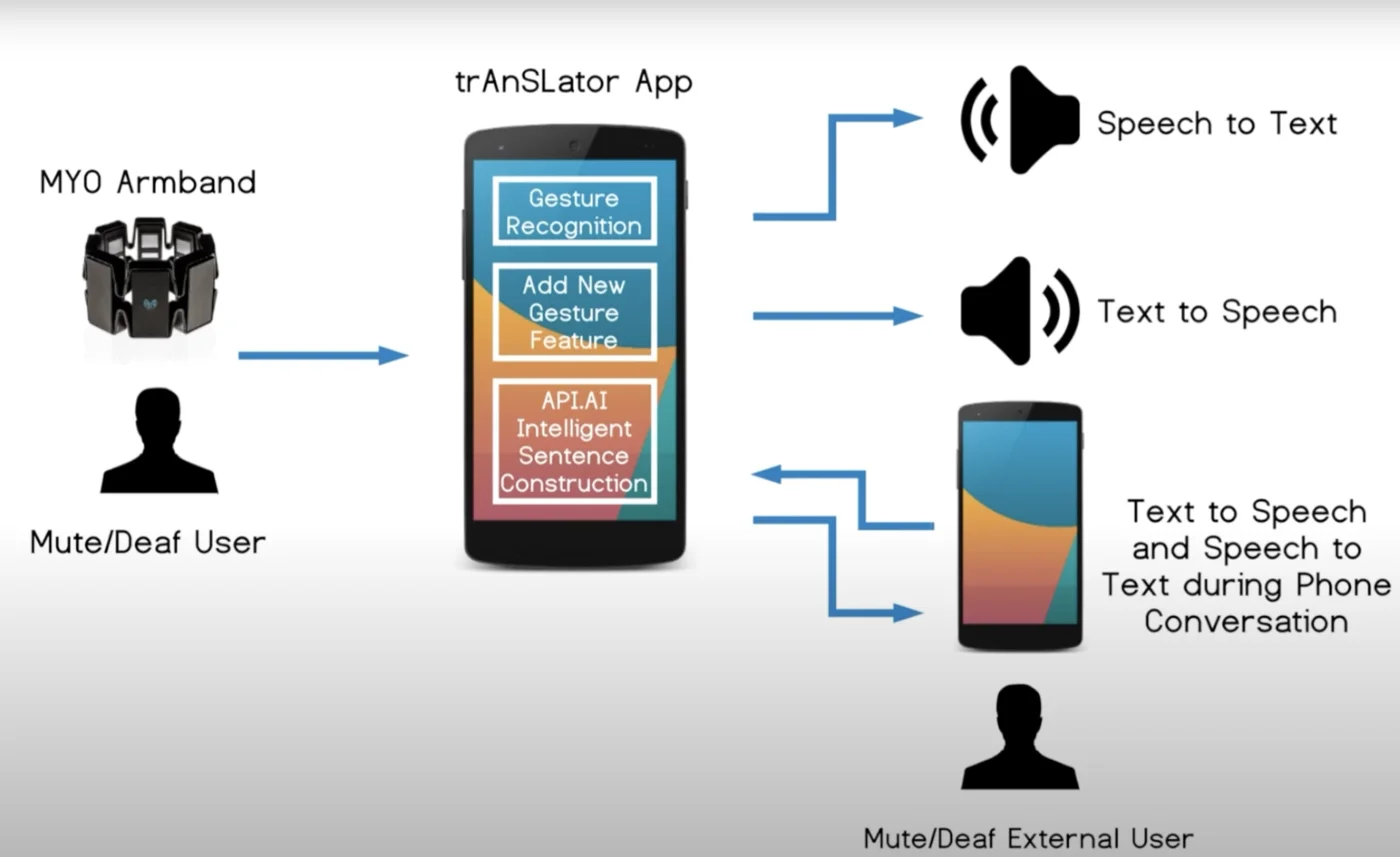 trAnSLator App
MYO Armband
Mute/Deaf User
Gesture
Recognition
Add New
Gesture
Feature
API.AI
Intelligent
Sentence
Construction
Speech to Text
Text to Speech
Text to Speech
and Speech to
Text during Phone
Conversation
Mute/Deaf External User